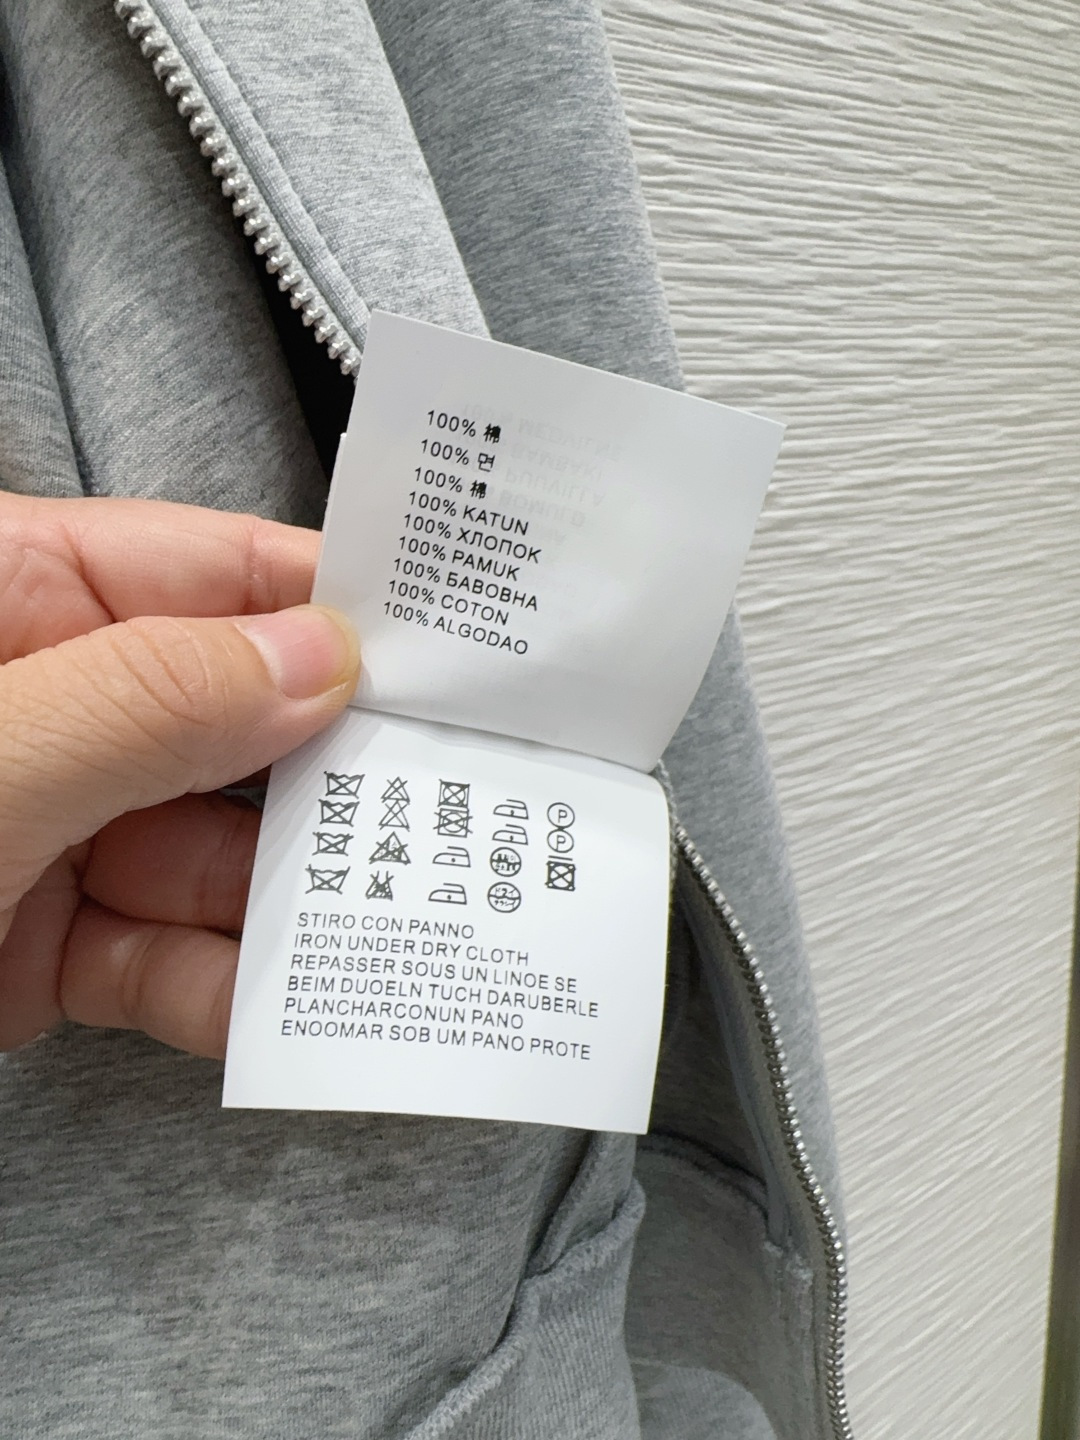 100% 棉
100% 면
100% 棉
100% KATUN
100% ХЛОПОК
100% PAMUK
100% БАВОВНА
100% COTON
100% ALGODAO
P
P
STIRO CON PANNO
IRON UNDER DRY CLOTH
REPASSER SOUS UN LINOE SE
BEIM DUOELN TUCH DARUBERLE
PLANCHARCONUN PANO
ENOOMAR SOB UM PANO PROTE